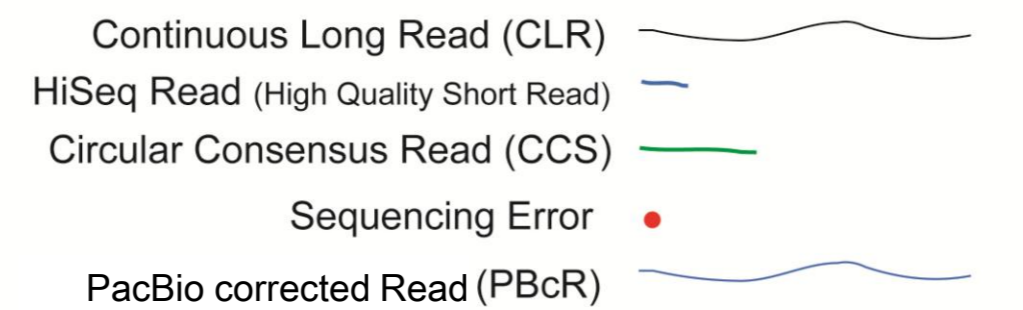 Continuous Long Read (CLR)
HiSeq Read (High Quality Short Read)
Circular Consensus Read (CCS)
Sequencing Error
PacBio corrected Read (PBcR)